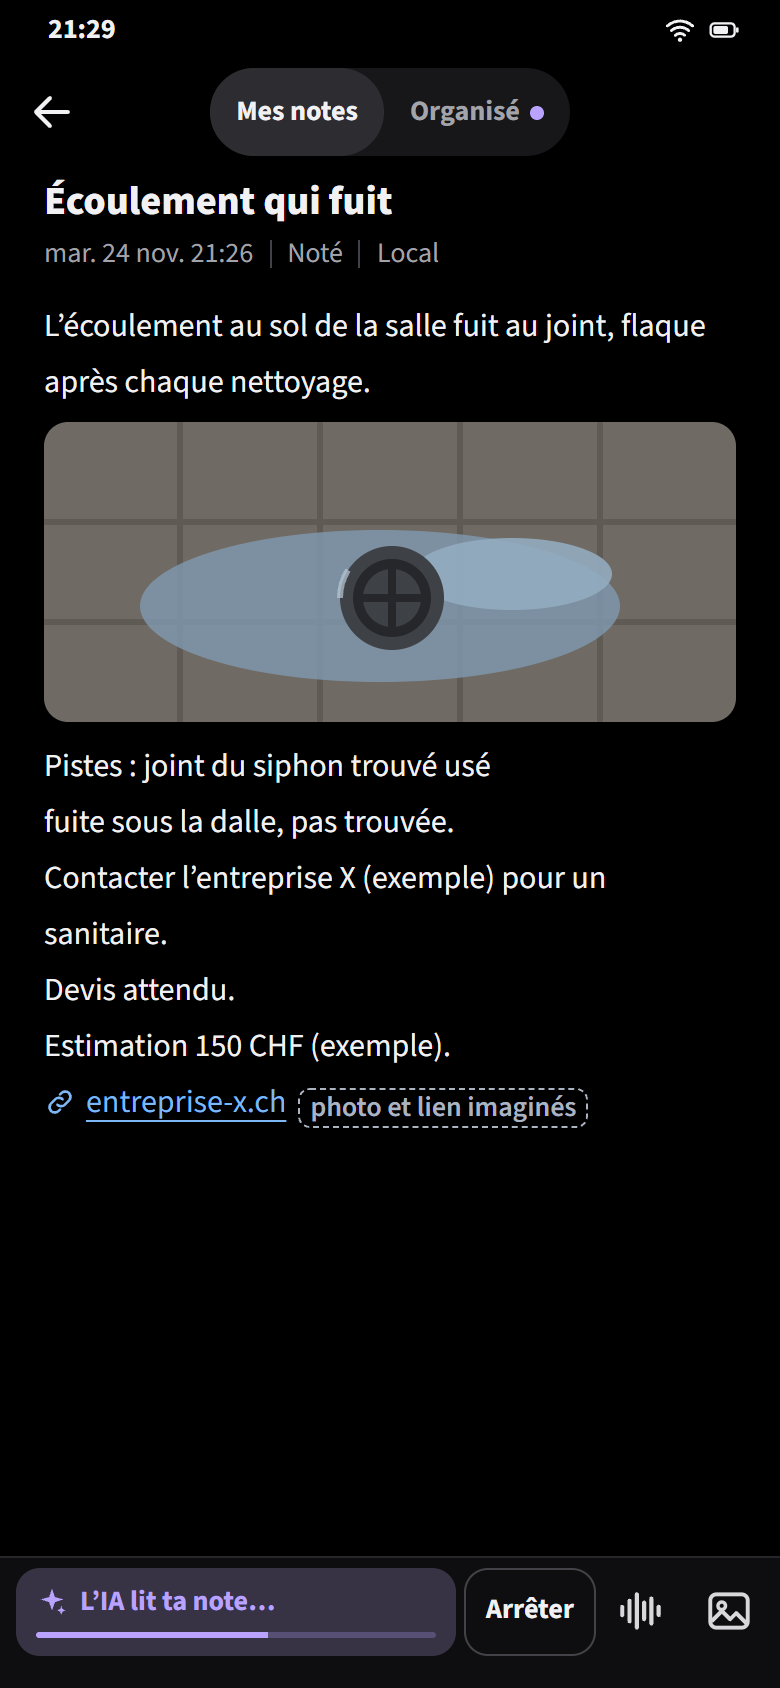 21:29
Mes notes Organisé
Écoulement qui fuit
mar. 24 nov. 21:26 Noté Local
L’écoulement au sol de la salle fuit au joint, flaque
après chaque nettoyage.
Pistes : joint du siphon trouvé usé
fuite sous la dalle, pas trouvée.
Contacter l’entreprise X (exemple) pour un
sanitaire.
Devis attendu.
Estimation 150 CHF (exemple).
entreprise-x.ch photo et lien imaginés
L’IA lit ta note…
Arrêter